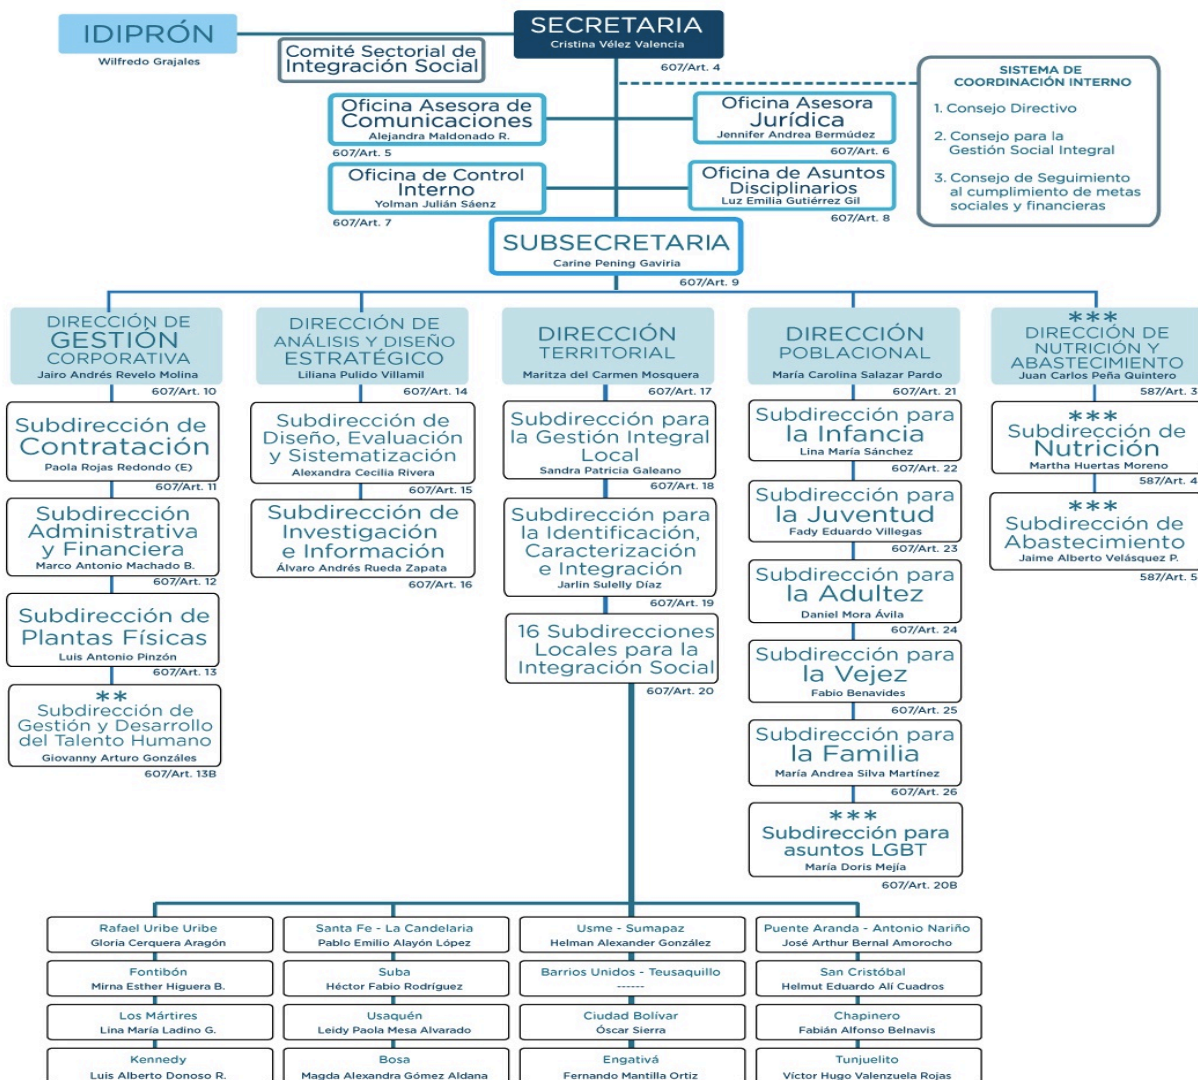 IDIPRÓN
Wilfredo Grajales
Comité Sectorial de
Integración Social
SECRETARIA
Cristina Vélez Valencia
607/Art. 4
SISTEMA DE
COORDINACIÓN INTERNO
1. Consejo Directivo
2. Consejo para la
Gestión Social Integral
3. Consejo de Seguimiento
al cumplimiento de metas
sociales y financieras
Oficina Asesora de
Comunicaciones
Alejandra Maldonado R.
607/Art. 5
Oficina Asesora
Jurídica
Jennifer Andrea Bermúdez
607/Art. 6
Oficina de Control
Interno
Yolman Julián Sáenz
607/Art. 7
Oficina de Asuntos
Disciplinarios
Luz Emilia Gutiérrez Gil
607/Art. 8
SUBSECRETARIA
Carine Pening Gaviria
607/Art. 9
DIRECCIÓN DE
GESTIÓN
CORPORATIVA
Jairo Andrés Revelo Molina
607/Art. 10
Subdirección de
Contratación
Paola Rojas Redondo (E)
607/Art. 11
Subdirección
Administrativa
y Financiera
Marco Antonio Machado B.
607/Art. 12
Subdirección de
Plantas Físicas
Luis Antonio Pinzón
607/Art. 13
**
Subdirección de
Gestión y Desarrollo
del Talento Humano
Giovanny Arturo Gonzáles
607/Art. 13B
DIRECCIÓN DE
ANÁLISIS Y DISEÑO
ESTRATÉGICO
Liliana Pulido Villamil
607/Art. 14
Subdirección de
Diseño, Evaluación
y Sistematización
Alexandra Cecilia Rivera
607/Art. 15
Subdirección de
Investigación
e Información
Álvaro Andrés Rueda Zapata
607/Art. 16
DIRECCIÓN
TERRITORIAL
Maritza del Carmen Mosquera
607/Art. 17
Subdirección para
la Gestión Integral
Local
Sandra Patricia Galeano
607/Art. 18
Subdirección para
la Identificación,
Caracterización
e Integración
Jarlin Sulelly Díaz
607/Art. 19
16 Subdirecciones
Locales para la
Integración Social
607/Art. 20
DIRECCIÓN
POBLACIONAL
María Carolina Salazar Pardo
607/Art. 21
Subdirección para
la Infancia
Lina María Sánchez
607/Art. 22
Subdirección para
la Juventud
Fady Eduardo Villegas
607/Art. 23
Subdirección para
la Adultez
Daniel Mora Ávila
607/Art. 24
Subdirección para
la Vejez
Fabio Benavides
607/Art. 25
Subdirección para
la Familia
María Andrea Silva Martínez
607/Art. 26
***
Subdirección para
asuntos LGBT
María Doris Mejía
607/Art. 20B
***
DIRECCIÓN DE
NUTRICIÓN Y
ABASTECIMIENTO
Juan Carlos Peña Quintero
587/Art. 3
***
Subdirección de
Nutrición
Martha Huertas Moreno
587/Art. 4
***
Subdirección de
Abastecimiento
Jaime Alberto Velásquez P.
587/Art. 5
Rafael Uribe Uribe
Gloria Cerquera Aragón
Fontibón
Mirna Esther Higuera B.
Los Mártires
Lina María Ladino G.
Kennedy
Luis Alberto Donoso R.
Santa Fe - La Candelaria
Pablo Emilio Alayón López
Suba
Héctor Fabio Rodríguez
Usaquén
Leidy Paola Mesa Alvarado
Bosa
Magda Alexandra Gómez Aldana
Usme - Sumapaz
Helman Alexander González
Barrios Unidos - Teusaquillo
------
Ciudad Bolívar
Óscar Sierra
Engativá
Fernando Mantilla Ortiz
Puente Aranda - Antonio Nariño
José Arthur Bernal Amorocho
San Cristóbal
Helmut Eduardo Alí Cuadros
Chapinero
Fabián Alfonso Belnavis
Tunjuelito
Víctor Hugo Valenzuela Rojas